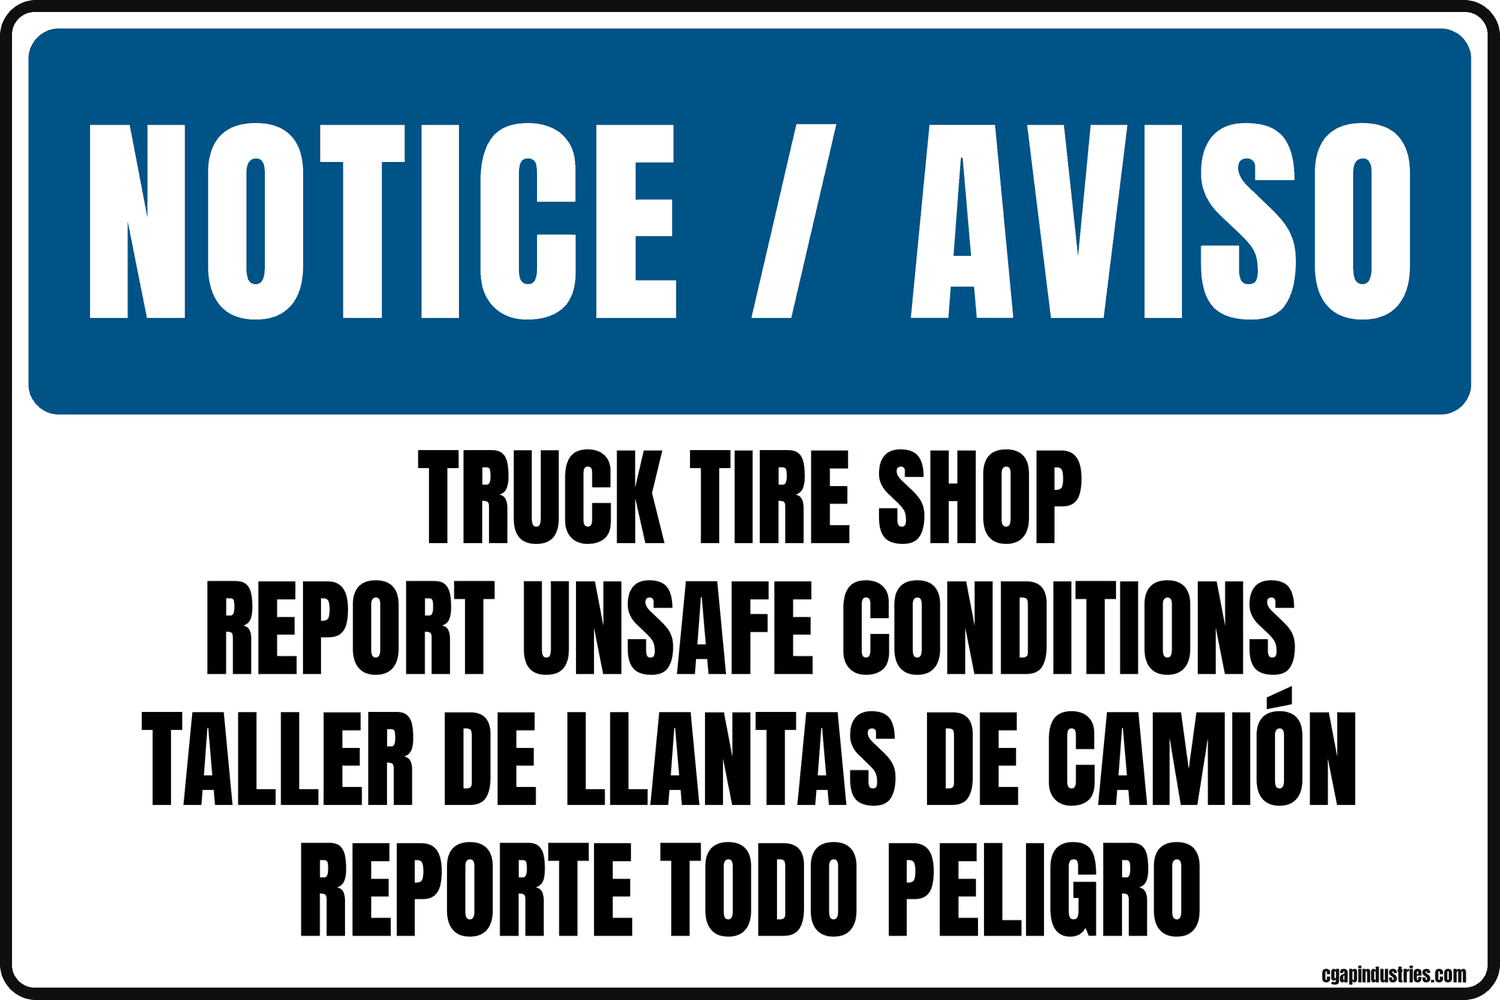 NOTICE / AVISO
TRUCK TIRE SHOP
REPORT UNSAFE CONDITIONS
TALLER DE LLANTAS DE CAMIÓN
REPORTE TODO PELIGRO
cgapindustries.com